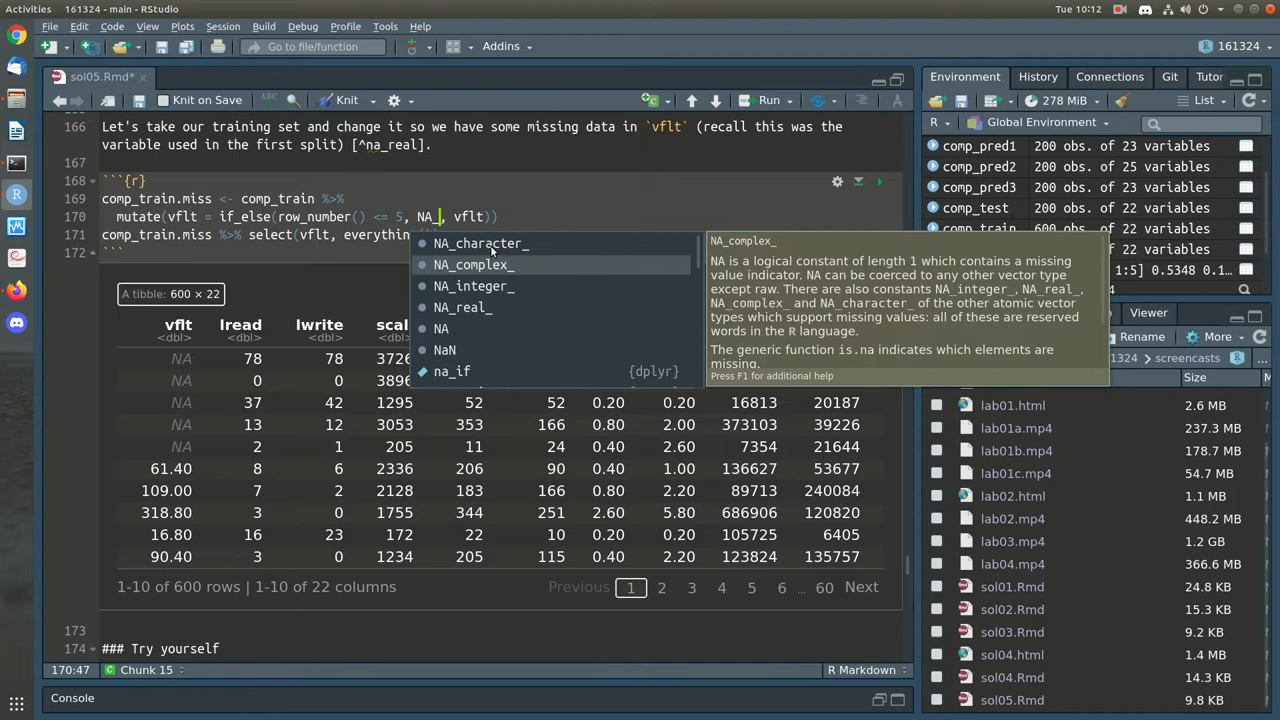 Activities
161324 - main - RStudio
Tue 10:12
File Edit Code View Plots Session Build Debug Profile Tools Help
Go to file/function
Addins
161324
sol05.Rmd*
Knit on Save
Knit
Run
166 Let's take our training set and change it so we have some missing data in `vflt` (recall this was the
variable used in the first split) [^na_real].
167
168 ```{r}
169 comp_train.miss <- comp_train %>%
170 mutate(vflt = if_else(row_number() <= 5, NA_, vflt))
171 comp_train.miss %>% select(vflt, everything())
172 ```
NA_character_
NA_complex_
NA_integer_
NA_real_
NA
NaN
na_if {dplyr}
NA_complex_
NA is a logical constant of length 1 which contains a missing
value indicator. NA can be coerced to any other vector type
except raw. There are also constants NA_integer_, NA_real_,
NA_complex_ and NA_character_ of the other atomic vector
types which support missing values: all of these are reserved
words in the R language.
The generic function is.na indicates which elements are
missing.
Press F1 for additional help
A tibble: 600 × 22
vflt lread lwrite scal
<dbl> <dbl> <dbl>
NA 78 78 3726
NA 0 0 3896
NA 37 42 1295 52 52 0.20 0.20 16813 20187
NA 13 12 3053 353 166 0.80 2.00 373103 39226
NA 2 1 205 11 24 0.40 2.60 7354 21644
61.40 8 6 2336 206 90 0.40 1.00 136627 53677
109.00 7 2 2128 183 166 0.80 2.20 89713 240084
318.80 3 0 1755 344 251 2.60 5.80 686906 120820
16.80 16 23 172 22 10 0.20 0.20 105725 6405
90.40 3 0 1234 205 115 0.40 2.20 123824 135757
1-10 of 600 rows | 1-10 of 22 columns
Previous 1 2 3 4 5 6 ... 60 Next
173
174 ### Try yourself
170:47 Chunk 15
R Markdown
Console
Environment History Connections Git Tutor
278 MiB
List
R
Global Environment
comp_pred1 200 obs. of 23 variables
comp_pred2 200 obs. of 25 variables
comp_pred3 200 obs. of 23 variables
comp_test 200 obs. of 22 variables
comp_train 600 obs. of 22 variables
1:5] 0.5348 0.1...
Viewer
Rename
More
1324 screencasts
Size
lab01.html 2.6 MB
lab01a.mp4 237.3 MB
lab01b.mp4 178.7 MB
lab01c.mp4 54.7 MB
lab02.html 1.1 MB
lab02.mp4 448.2 MB
lab03.mp4 1.2 GB
lab04.mp4 366.6 MB
sol01.Rmd 24.8 KB
sol02.Rmd 15.3 KB
sol03.Rmd 9.2 KB
sol04.html 1.4 MB
sol04.Rmd 14.3 KB
sol05.Rmd 9.8 KB